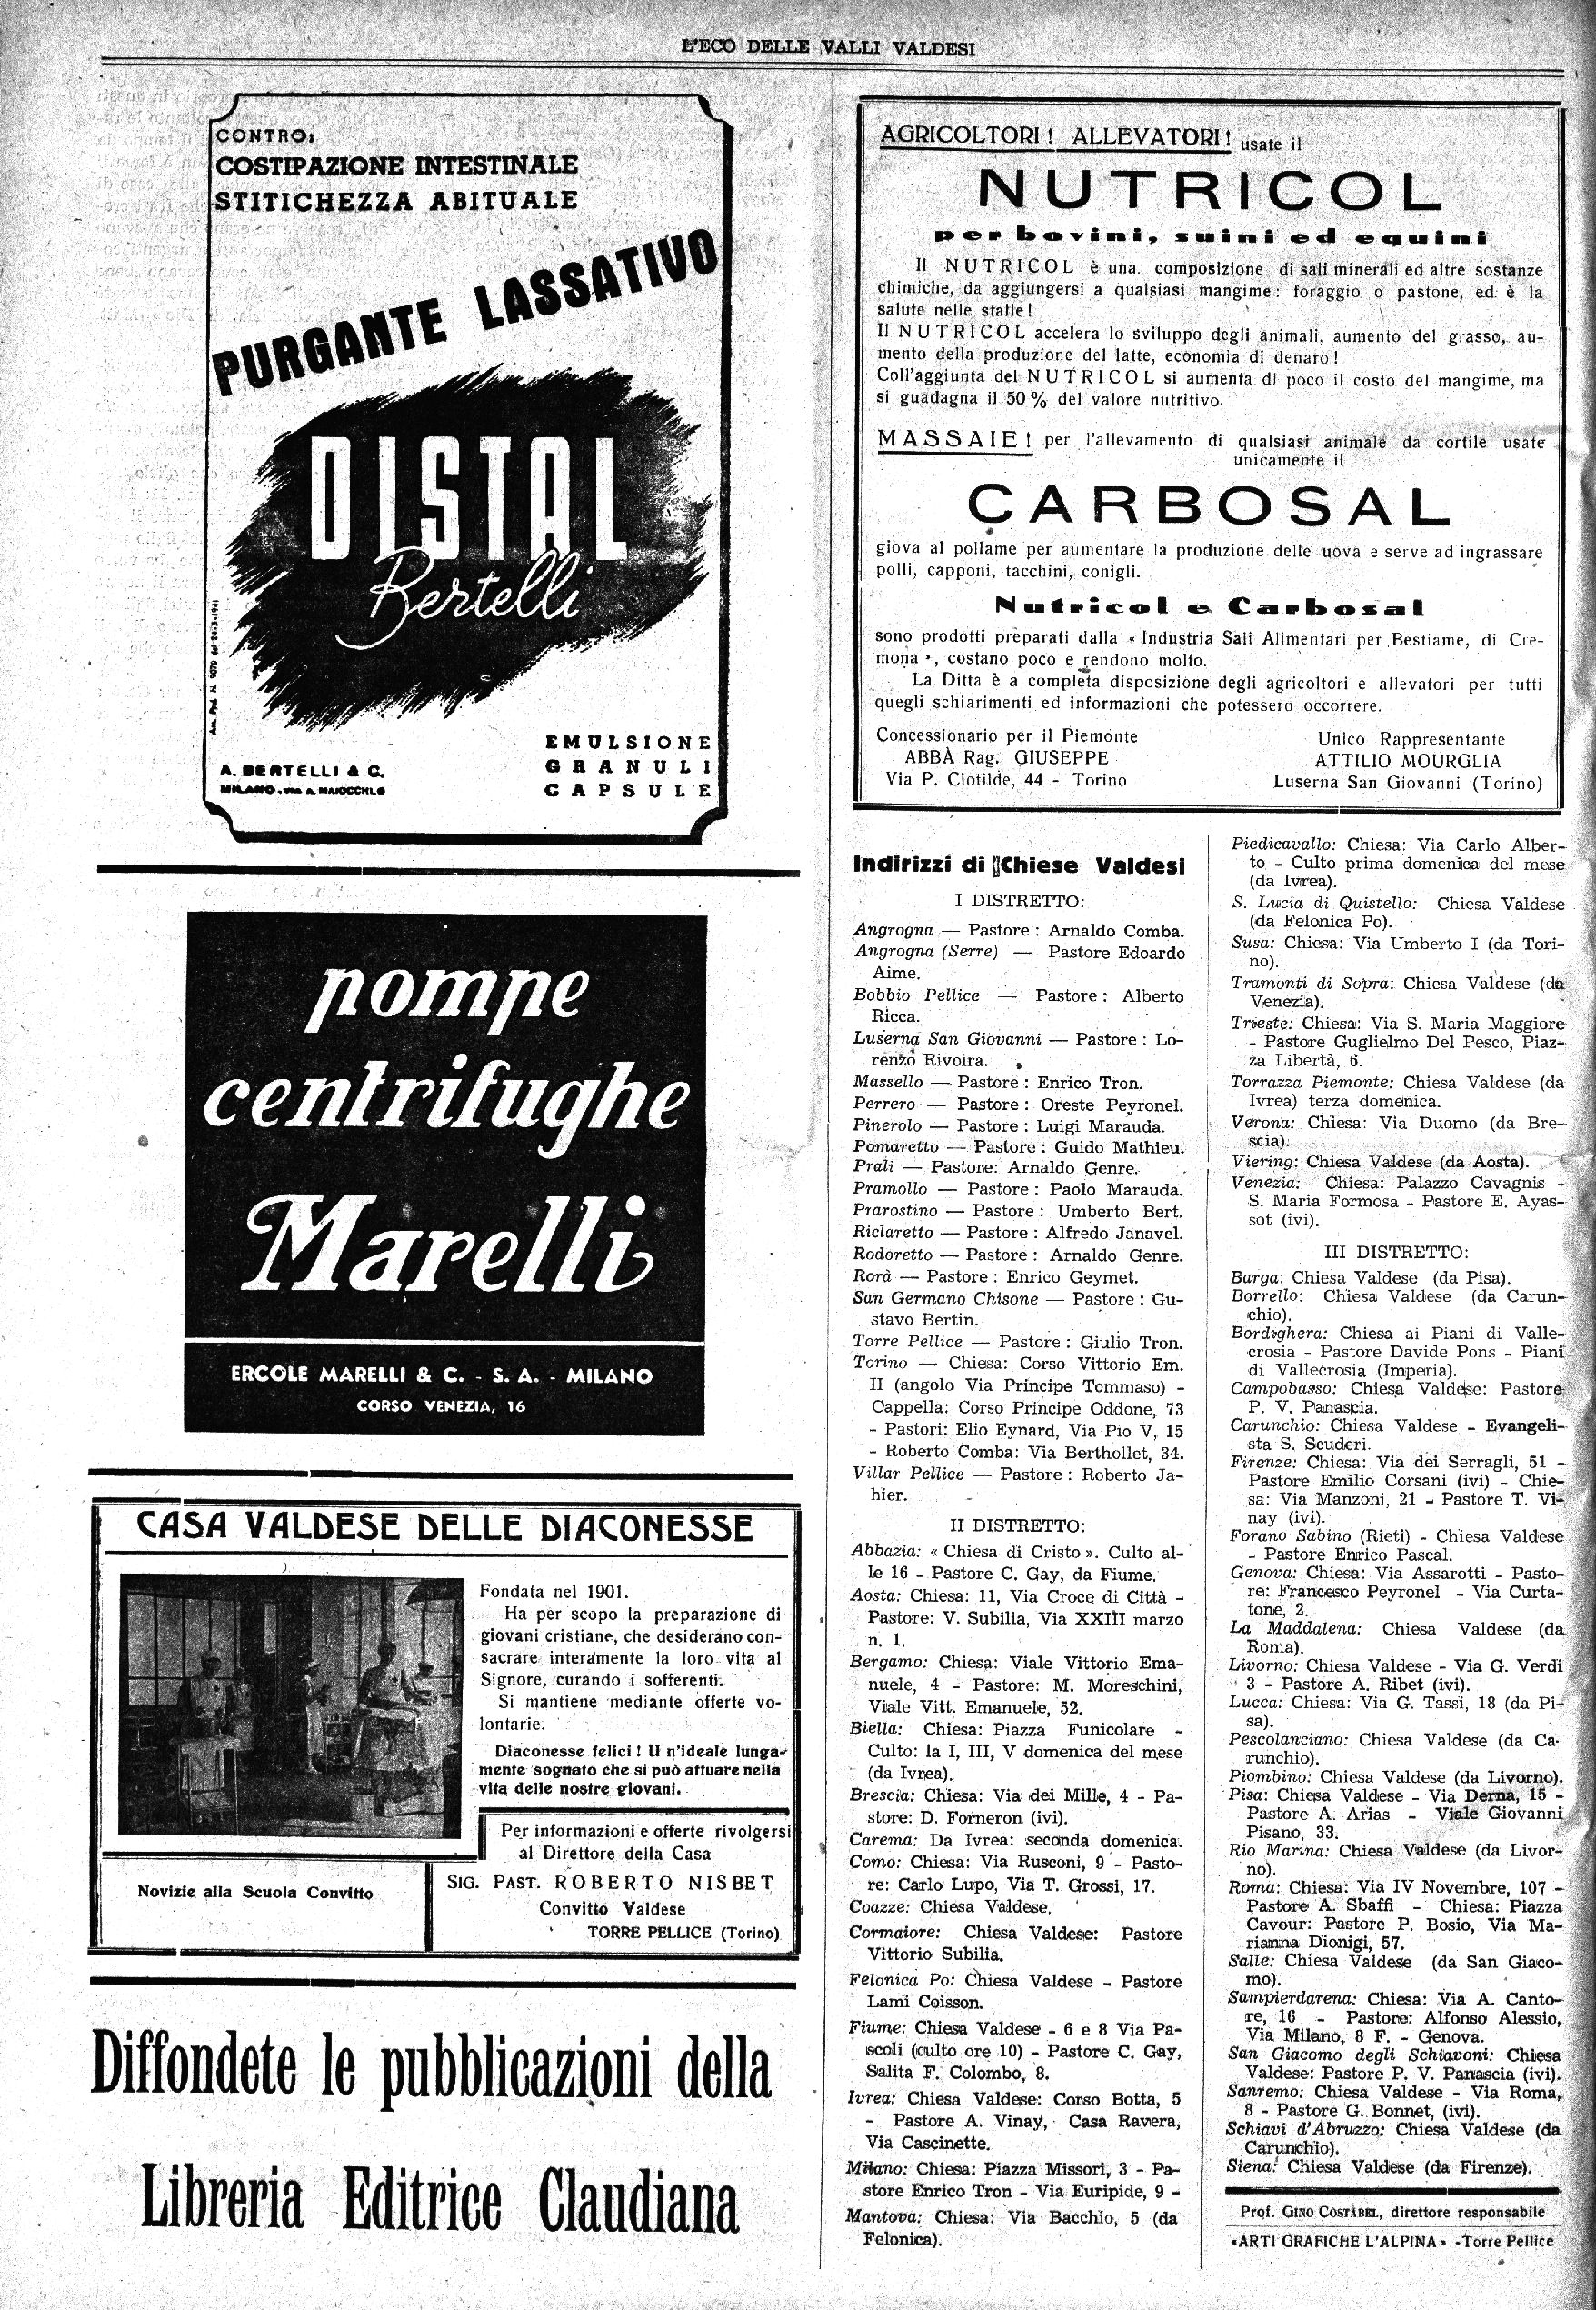 L'ECO DELLE VALLI VALDESI
CONTRO:
COSTIPAZIONE INTESTINALE
STITICHEZZA ABITUALE
PURGANTE LASSATIVO
DISTAL
Bertelli
EMULSIONE
GRANULI
CAPSULE
A. BERTELLI & C.
MILANO - VIA A. MAIOCCHI, 6
pompe
centrifughe
Marelli
ERCOLE MARELLI & C. - S. A. - MILANO
CORSO VENEZIA, 16
CASA VALDESE DELLE DIACONESSE
Fondata nel 1901.
Ha per scopo la preparazione di
giovani cristiane, che desiderano con-
sacrare interamente la loro vita al
Signore, curando i sofferenti.
Si mantiene mediante offerte vo-
lontarie.
Diaconesse felici! U n'ideale lunga-
mente sognato che si può attuare nella
vita delle nostre giovani.
Per informazioni e offerte rivolgersi
al Direttore della Casa
SIG. PAST. ROBERTO NISBET
Convitto Valdese
TORRE PELLICE (Torino)
Novizie alla Scuola Convitto
Diffondete le pubblicazioni della
Libreria Editrice Claudiana
AGRICOLTORI! ALLEVATORI! usate il
NUTRICOL
per bovini, suini ed equini
Il NUTRICOL è una composizione di sali minerali ed altre sostanze
chimiche, da aggiungersi a qualsiasi mangime: foraggio o pastone, ed è la
salute nelle stalle!
Il NUTRICOL accelera lo sviluppo degli animali, aumento del grasso, au-
mento della produzione del latte, economia di denaro!
Coll'aggiunta del NUTRICOL si aumenta di poco il costo del mangime, ma
si guadagna il 50% del valore nutritivo.
MASSAIE! per l'allevamento di qualsiasi animale da cortile usate
unicamente il
CARBOSAL
giova al pollame per aumentare la produzione delle uova e serve ad ingrassare
polli, capponi, tacchini, conigli.
Nutricol e Carbosal
sono prodotti preparati dalla « Industria Sali Alimentari per Bestiame, di Cre-
mona », costano poco e rendono molto.
La Ditta è a completa disposizione degli agricoltori e allevatori per tutti
quegli schiarimenti ed informazioni che potessero occorrere.
Concessionario per il Piemonte
ABBÀ Rag. GIUSEPPE
Via P. Clotilde, 44 - Torino
Unico Rappresentante
ATTILIO MOURGLIA
Luserna San Giovanni (Torino)
Indirizzi di Chiese Valdesi
I DISTRETTO:
Angrogna — Pastore: Arnaldo Comba.
Angrogna (Serre) — Pastore Edoardo
Aime.
Bobbio Pellice — Pastore: Alberto
Ricca.
Luserna San Giovanni — Pastore: Lo-
renzo Rivoira.
Massello — Pastore: Enrico Tron.
Perrero — Pastore: Oreste Peyronel.
Pinerolo — Pastore: Luigi Marauda.
Pomaretto — Pastore: Guido Mathieu.
Prali — Pastore: Arnaldo Genre.
Pramollo — Pastore: Paolo Marauda.
Prarostino — Pastore: Umberto Bert.
Riclaretto — Pastore: Alfredo Janavel.
Rodoretto — Pastore: Arnaldo Genre.
Rorà — Pastore: Enrico Geymet.
San Germano Chisone — Pastore: Gu-
stavo Bertin.
Torre Pellice — Pastore: Giulio Tron.
Torino — Chiesa: Corso Vittorio Em.
II (angolo Via Principe Tommaso) -
Cappella: Corso Principe Oddone, 73
- Pastori: Elio Eynard, Via Pio V, 15
- Roberto Comba: Via Berthollet, 34.
Villar Pellice — Pastore: Roberto Ja-
hier.
II DISTRETTO:
Abbazia: « Chiesa di Cristo ». Culto al-
le 16 - Pastore C. Gay, da Fiume.
Aosta: Chiesa: 11, Via Croce di Città -
Pastore: V. Subilia, Via XXIII marzo
n. 1.
Bergamo: Chiesa: Viale Vittorio Ema-
nuele, 4 - Pastore: M. Moreschini,
Viale Vitt. Emanuele, 52.
Biella: Chiesa: Piazza Funicolare -
Culto: la I, III, V domenica del mese
(da Ivrea).
Brescia: Chiesa: Via dei Mille, 4 - Pa-
store: D. Forneron (ivi).
Carema: Da Ivrea: seconda domenica.
Como: Chiesa: Via Rusconi, 9 - Pasto-
re: Carlo Lupo, Via T. Grossi, 17.
Coazze: Chiesa Valdese.
Cormaiore: Chiesa Valdese: Pastore
Vittorio Subilia.
Felonica Po: Chiesa Valdese - Pastore
Lami Coisson.
Fiume: Chiesa Valdese - 6 e 8 Via Pa-
scoli (culto ore 10) - Pastore C. Gay,
Salita F. Colombo, 8.
Ivrea: Chiesa Valdese: Corso Botta, 5
- Pastore A. Vinay, Casa Ravera,
Via Cascinette.
Milano: Chiesa: Piazza Missori, 3 - Pa-
store Enrico Tron - Via Euripide, 9 -
Mantova: Chiesa: Via Bacchio, 5 (da
Felonica).
Piedicavallo: Chiesa: Via Carlo Alber-
to - Culto prima domenica del mese
(da Ivrea).
S. Lucia di Quistello: Chiesa Valdese
(da Felonica Po).
Susa: Chiesa: Via Umberto I (da Tori-
no).
Tramonti di Sopra: Chiesa Valdese (da
Venezia).
Trieste: Chiesa: Via S. Maria Maggiore
- Pastore Guglielmo Del Pesco, Piaz-
za Libertà, 6.
Torrazza Piemonte: Chiesa Valdese (da
Ivrea) terza domenica.
Verona: Chiesa: Via Duomo (da Bre-
scia).
Viering: Chiesa Valdese (da Aosta).
Venezia: Chiesa: Palazzo Cavagnis -
S. Maria Formosa - Pastore E. Ayas-
sot (ivi).
III DISTRETTO:
Barga: Chiesa Valdese (da Pisa).
Borrello: Chiesa Valdese (da Carun-
chio).
Bordighera: Chiesa ai Piani di Valle-
crosia - Pastore Davide Pons - Piani
di Vallecrosia (Imperia).
Campobasso: Chiesa Valdese: Pastore
P. V. Panascia.
Carunchio: Chiesa Valdese - Evangeli-
sta S. Scuderi.
Firenze: Chiesa: Via dei Serragli, 51 -
Pastore Emilio Corsani (ivi) - Chie-
sa: Via Manzoni, 21 - Pastore T. Vi-
nay (ivi).
Forano Sabino (Rieti) - Chiesa Valdese
- Pastore Enrico Pascal.
Genova: Chiesa: Via Assarotti - Pasto-
re: Francesco Peyronel - Via Curta-
tone, 2.
La Maddalena: Chiesa Valdese (da
Roma).
Livorno: Chiesa Valdese - Via G. Verdi
3 - Pastore A. Ribet (ivi).
Lucca: Chiesa: Via G. Tassi, 18 (da Pi-
sa).
Pescolanciano: Chiesa Valdese (da Ca-
runchio).
Piombino: Chiesa Valdese (da Livorno).
Pisa: Chiesa Valdese - Via Derna, 15 -
Pastore A. Arias - Viale Giovanni
Pisano, 33.
Rio Marina: Chiesa Valdese (da Livor-
no).
Roma: Chiesa: Via IV Novembre, 107 -
Pastore A. Sbaffi - Chiesa: Piazza
Cavour: Pastore P. Bosio, Via Ma-
rianna Dionigi, 57.
Salle: Chiesa Valdese (da San Giaco-
mo).
Sampierdarena: Chiesa: Via A. Canto-
re, 16 - Pastore: Alfonso Alessio,
Via Milano, 8 F. - Genova.
San Giacomo degli Schiavoni: Chiesa
Valdese: Pastore P. V. Panascia (ivi).
Sanremo: Chiesa Valdese - Via Roma,
8 - Pastore G. Bonnet, (ivi).
Schiavi d'Abruzzo: Chiesa Valdese (da
Carunchio).
Siena: Chiesa Valdese (da Firenze).
Prof. GINO COSTABEL, direttore responsabile
«ARTI GRAFICHE L'ALPINA» - Torre Pellice